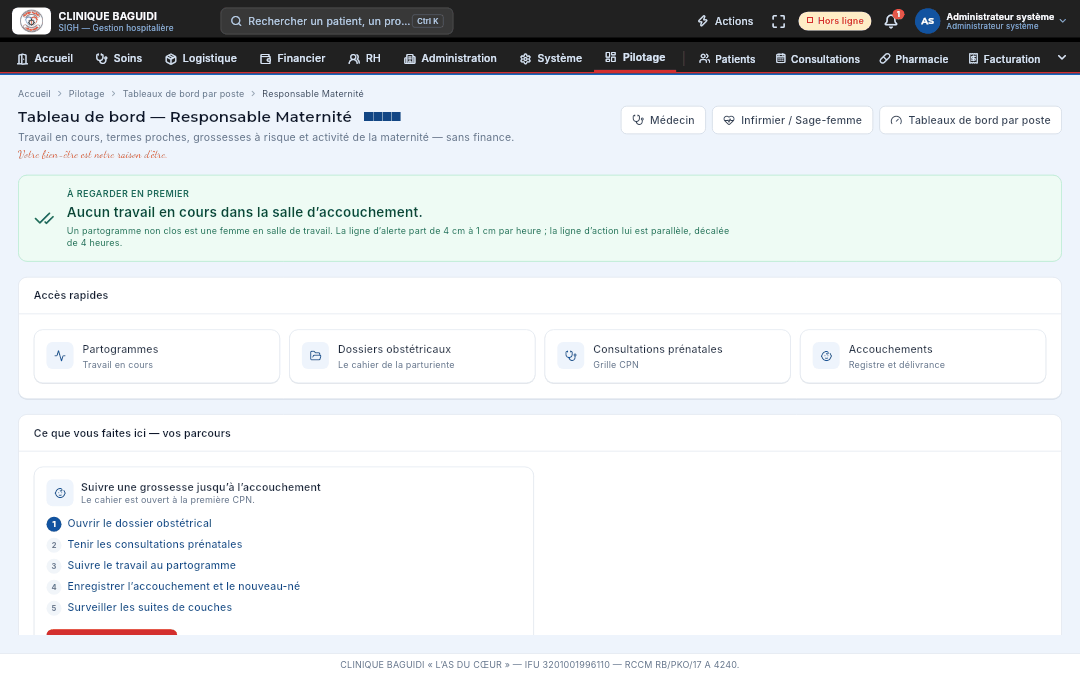 CLINIQUE BAGUIDI
SIGH — Gestion hospitalière
Rechercher un patient, un pro... Ctrl K
Actions
Hors ligne
1
AS
Administrateur système
Administrateur système
Accueil
Soins
Logistique
Financier
RH
Administration
Système
Pilotage
Patients
Consultations
Pharmacie
Facturation
Accueil > Pilotage > Tableaux de bord par poste > Responsable Maternité
Tableau de bord — Responsable Maternité
Travail en cours, termes proches, grossesses à risque et activité de la maternité — sans finance.
Votre bien-être est notre raison d'être.
Médecin
Infirmier / Sage-femme
Tableaux de bord par poste
À REGARDER EN PREMIER
Aucun travail en cours dans la salle d'accouchement.
Un partogramme non clos est une femme en salle de travail. La ligne d'alerte part de 4 cm à 1 cm par heure ; la ligne d'action lui est parallèle, décalée
de 4 heures.
Accès rapides
Partogrammes
Travail en cours
Dossiers obstétricaux
Le cahier de la parturiente
Consultations prénatales
Grille CPN
Accouchements
Registre et délivrance
Ce que vous faites ici — vos parcours
Suivre une grossesse jusqu'à l'accouchement
Le cahier est ouvert à la première CPN.
1 Ouvrir le dossier obstétrical
2 Tenir les consultations prénatales
3 Suivre le travail au partogramme
4 Enregistrer l'accouchement et le nouveau-né
5 Surveiller les suites de couches
CLINIQUE BAGUIDI « L'AS DU CŒUR » — IFU 3201001996110 — RCCM RB/PKO/17 A 4240.